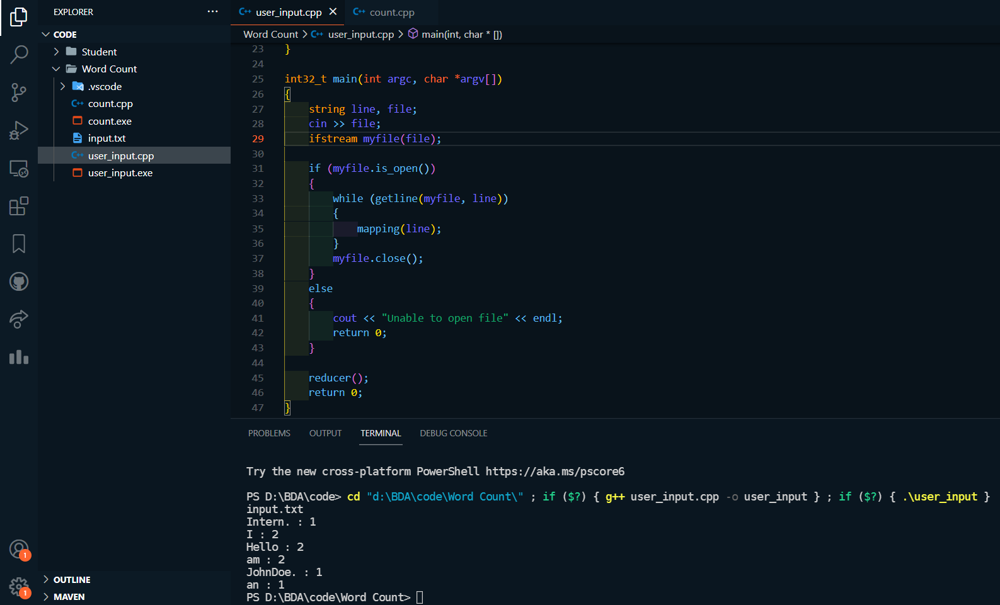 EXPLORER
CODE
Student
Word Count
.vscode
count.cpp
count.exe
input.txt
user_input.cpp
user_input.exe
OUTLINE
MAVEN
1
1
user_input.cpp
count.cpp
Word Count > user_input.cpp > main(int, char * [])
23 }
24
25 int32_t main(int argc, char *argv[])
26 {
27 string line, file;
28 cin >> file;
29 ifstream myfile(file);
30
31 if (myfile.is_open())
32 {
33 while (getline(myfile, line))
34 {
35 mapping(line);
36 }
37 myfile.close();
38 }
39 else
40 {
41 cout << "Unable to open file" << endl;
42 return 0;
43 }
44
45 reducer();
46 return 0;
47 }
PROBLEMS OUTPUT TERMINAL DEBUG CONSOLE
Try the new cross-platform PowerShell https://aka.ms/pscore6
PS D:\BDA\code> cd "d:\BDA\code\Word Count\" ; if ($?) { g++ user_input.cpp -o user_input } ; if ($?) { .\user_input }
input.txt
Intern. : 1
I : 2
Hello : 2
am : 2
JohnDoe. : 1
an : 1
PS D:\BDA\code\Word Count>